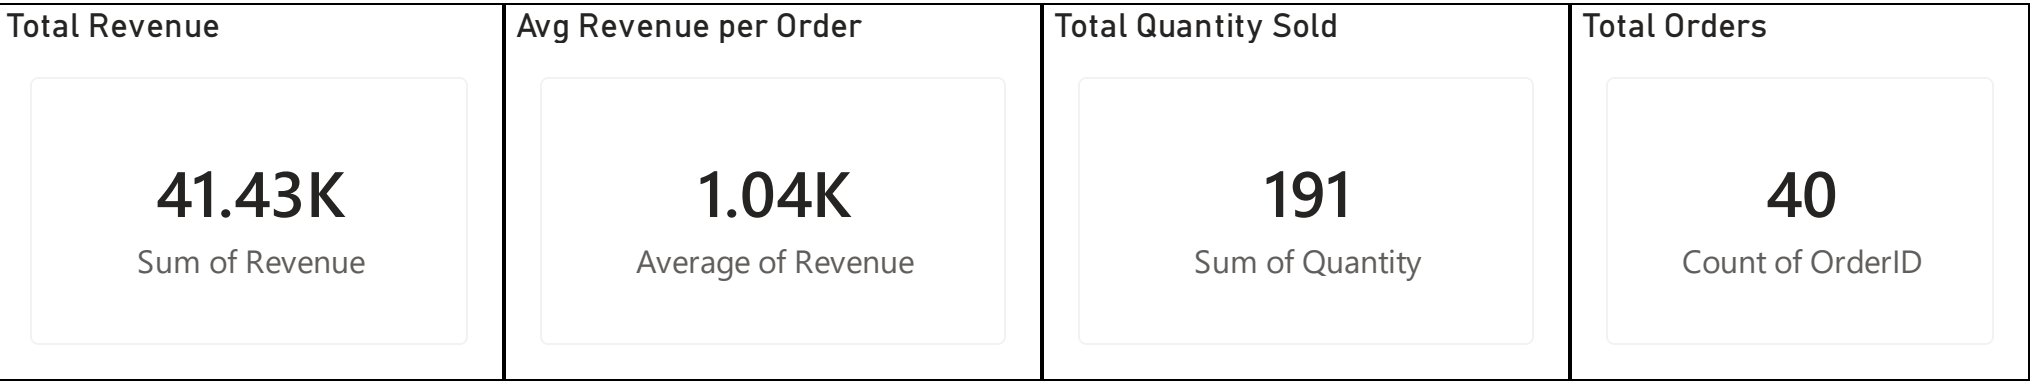 Total Revenue
41.43K
Sum of Revenue
Avg Revenue per Order
1.04K
Average of Revenue
Total Quantity Sold
191
Sum of Quantity
Total Orders
40
Count of OrderID